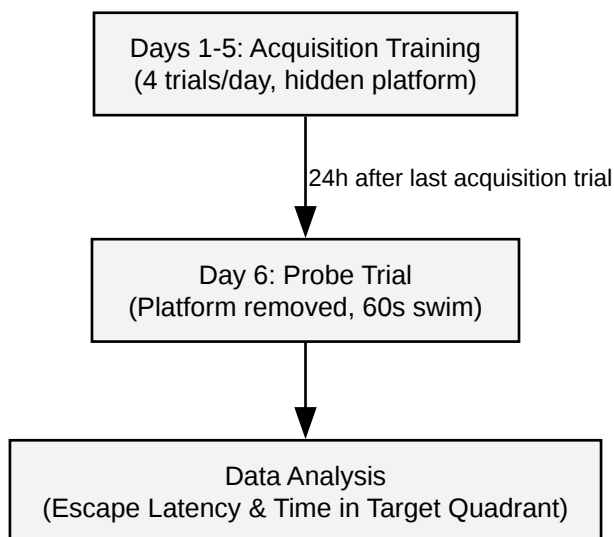 Days 1-5: Acquisition Training
(4 trials/day, hidden platform)
24h after last acquisition trial
Day 6: Probe Trial
(Platform removed, 60s swim)
Data Analysis
(Escape Latency & Time in Target Quadrant)